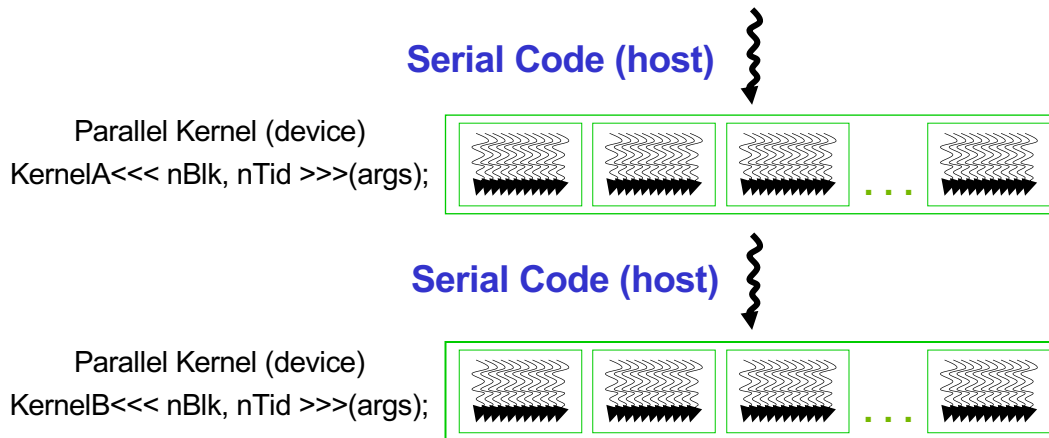 Serial Code (host)
Parallel Kernel (device)
KernelA<<< nBlk, nTid >>>(args);
. . .
Serial Code (host)
Parallel Kernel (device)
KernelB<<< nBlk, nTid >>>(args);
. . .